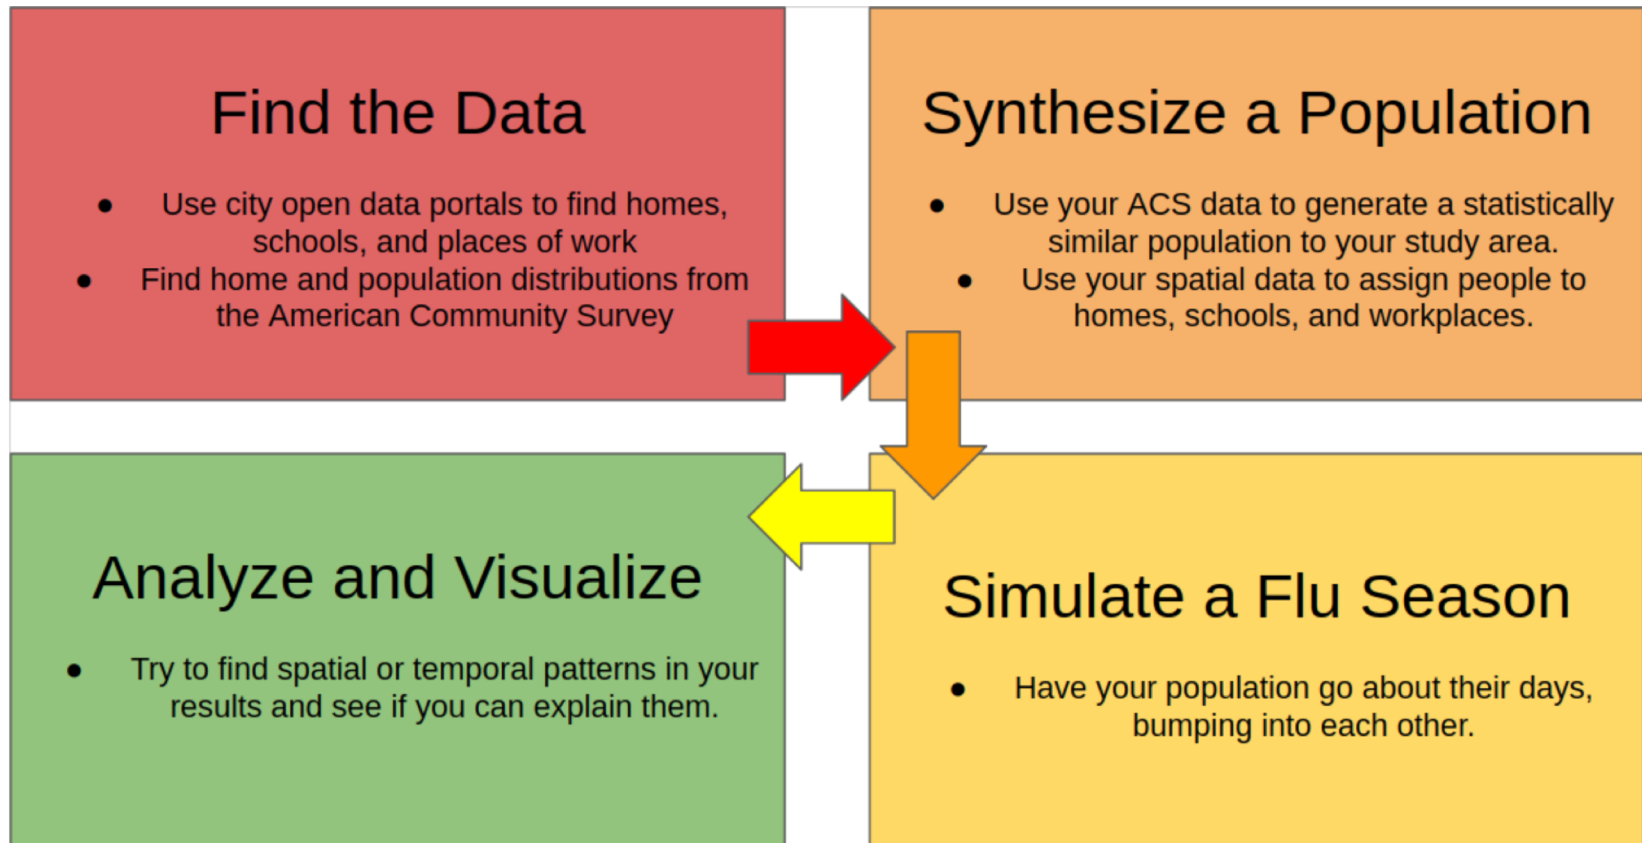 Find the Data
● Use city open data portals to find homes,
schools, and places of work
● Find home and population distributions from
the American Community Survey
Synthesize a Population
● Use your ACS data to generate a statistically
similar population to your study area.
● Use your spatial data to assign people to
homes, schools, and workplaces.
Simulate a Flu Season
● Have your population go about their days,
bumping into each other.
Analyze and Visualize
● Try to find spatial or temporal patterns in your
results and see if you can explain them.